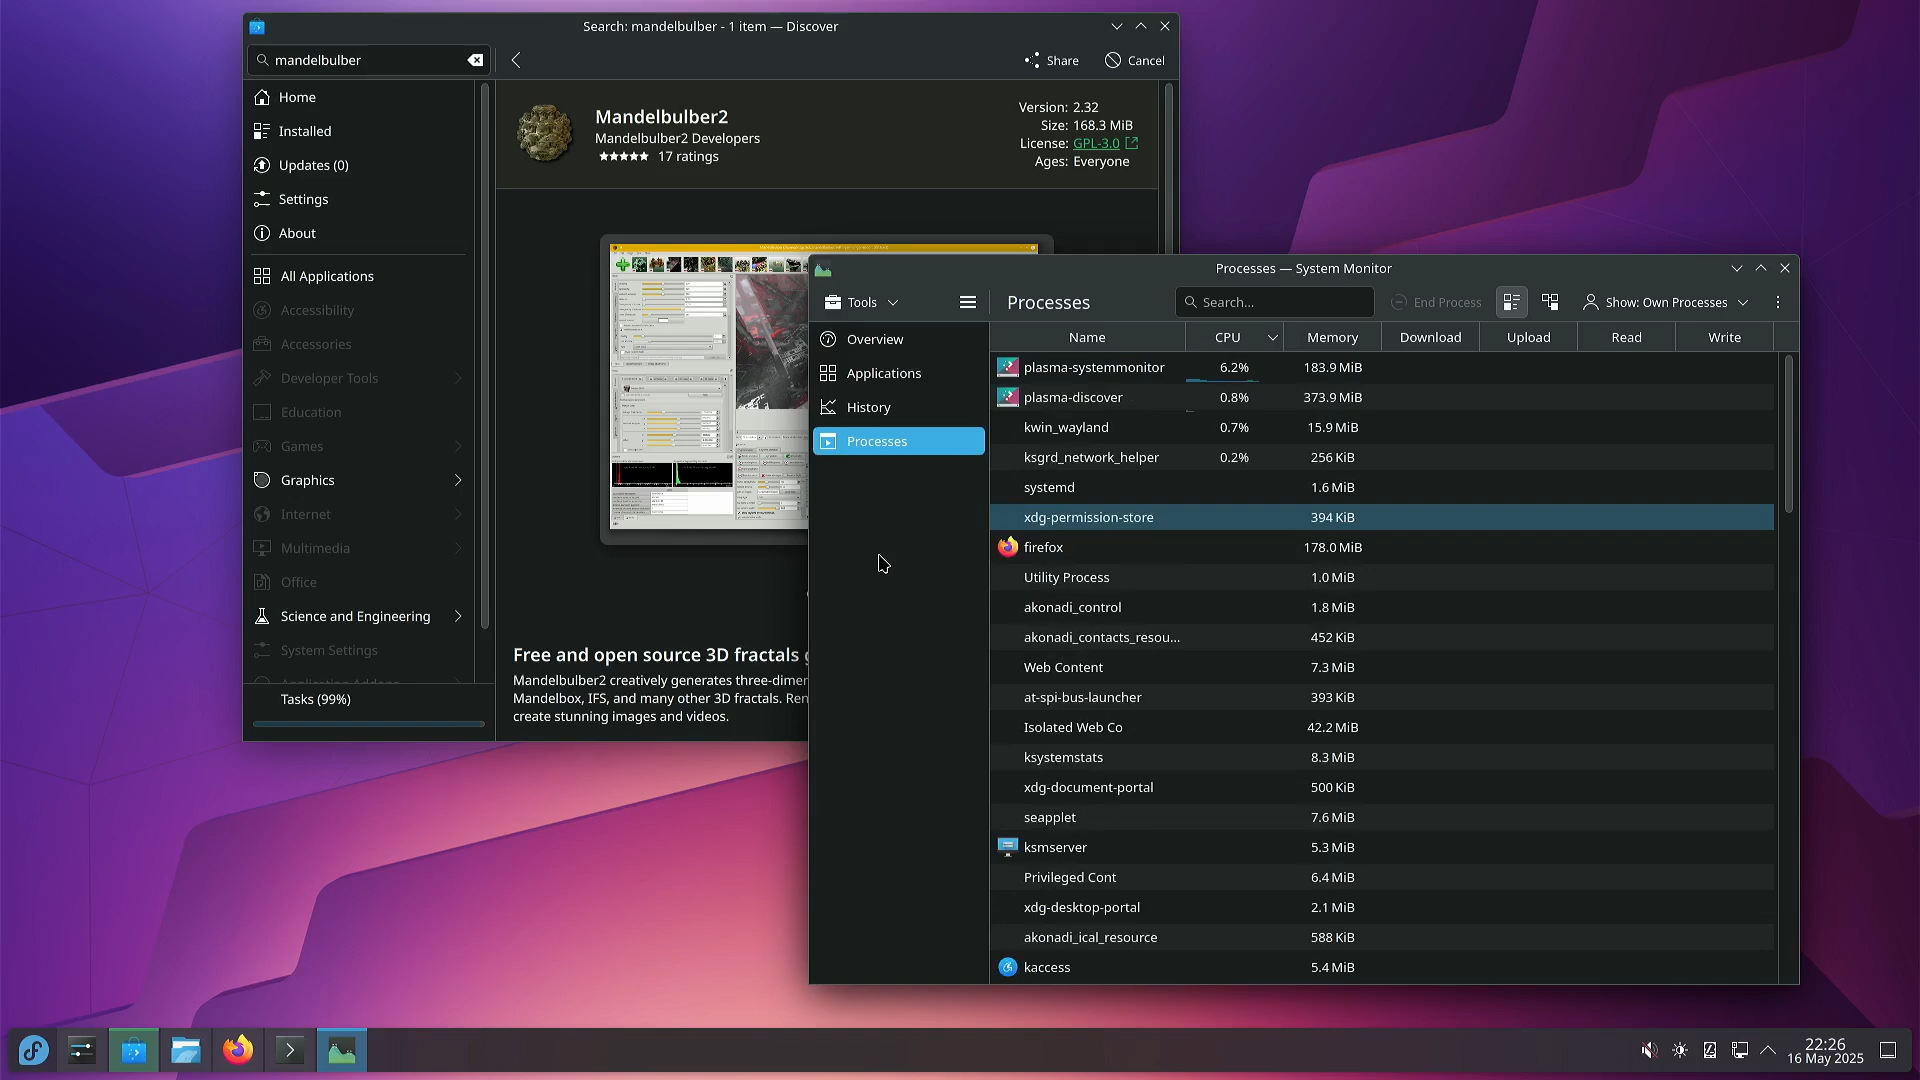 Search: mandelbulber - 1 item — Discover
mandelbulber
Share
Cancel
Home
Installed
Updates (0)
Settings
About
All Applications
Accessibility
Accessories
Developer Tools
Education
Games
Graphics
Internet
Multimedia
Office
Science and Engineering
System Settings
Tasks (99%)
Mandelbulber2
Mandelbulber2 Developers
★★★★★ 17 ratings
Version: 2.32
Size: 168.3 MiB
License: GPL-3.0
Ages: Everyone
Free and open source 3D fractals
Mandelbulber2 creatively generates three-dimer
Mandelbox, IFS, and many other 3D fractals. Ren
create stunning images and videos.
Processes — System Monitor
Tools
Processes
Search...
End Process
Show: Own Processes
Overview
Applications
History
Processes
Name CPU Memory Download Upload Read Write
plasma-systemmonitor 6.2% 183.9 MiB
plasma-discover 0.8% 373.9 MiB
kwin_wayland 0.7% 15.9 MiB
ksgrd_network_helper 0.2% 256 KiB
systemd 1.6 MiB
xdg-permission-store 394 KiB
firefox 178.0 MiB
Utility Process 1.0 MiB
akonadi_control 1.8 MiB
akonadi_contacts_resou... 452 KiB
Web Content 7.3 MiB
at-spi-bus-launcher 393 KiB
Isolated Web Co 42.2 MiB
ksystemstats 8.3 MiB
xdg-document-portal 500 KiB
seapplet 7.6 MiB
ksmserver 5.3 MiB
Privileged Cont 6.4 MiB
xdg-desktop-portal 2.1 MiB
akonadi_ical_resource 588 KiB
kaccess 5.4 MiB
22:26
16 May 2025